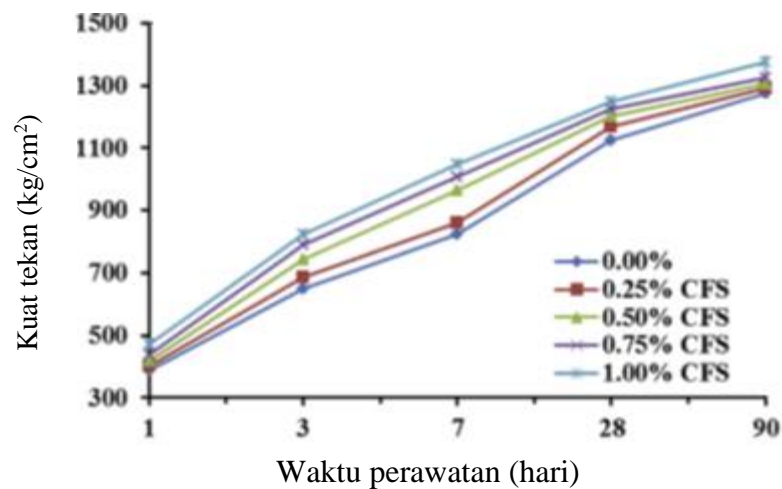 1500
1300
1100
900
700
500
300
Kuat tekan (kg/cm²)
0.00%
0.25% CFS
0.50% CFS
0.75% CFS
1.00% CFS
1 3 7 28 90
Waktu perawatan (hari)